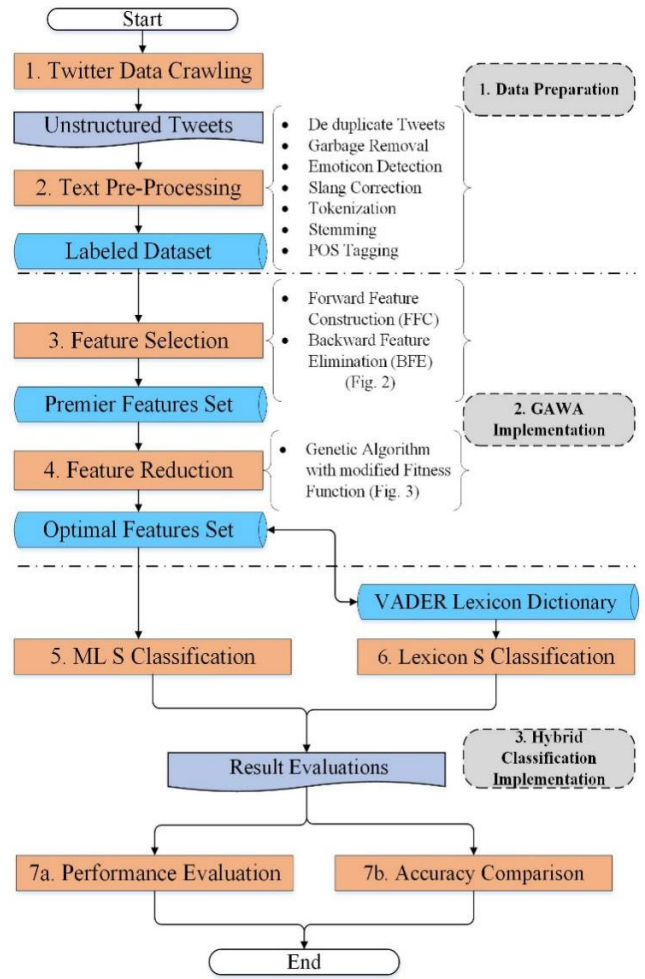 Start
1. Twitter Data Crawling
1. Data Preparation
Unstructured Tweets
• De duplicate Tweets
• Garbage Removal
• Emoticon Detection
2. Text Pre-Processing
• Slang Correction
• Tokenization
• Stemming
• POS Tagging
Labeled Dataset
• Forward Feature
Construction (FFC)
3. Feature Selection
• Backward Feature
Elimination (BFE)
(Fig. 2)
Premier Features Set
2. GAWA
Implementation
4. Feature Reduction
• Genetic Algorithm
with modified Fitness
Function (Fig. 3)
Optimal Features Set
VADER Lexicon Dictionary
5. ML S Classification
6. Lexicon S Classification
3. Hybrid
Classification
Implementation
Result Evaluations
7a. Performance Evaluation
7b. Accuracy Comparison
End